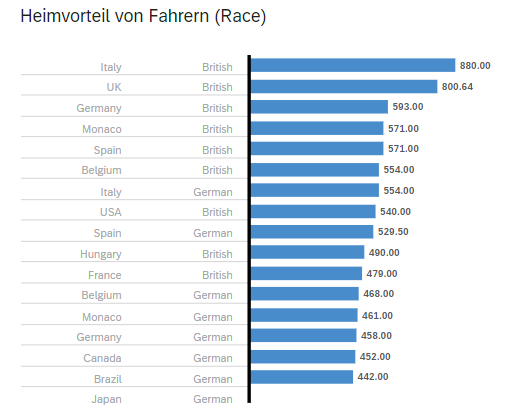 Heimvorteil von Fahrern (Race)
Italy British 880.00
UK British 800.64
Germany British 593.00
Monaco British 571.00
Spain British 571.00
Belgium British 554.00
Italy German 554.00
USA British 540.00
Spain German 529.50
Hungary British 490.00
France British 479.00
Belgium German 468.00
Monaco German 461.00
Germany German 458.00
Canada German 452.00
Brazil German 442.00
Japan German